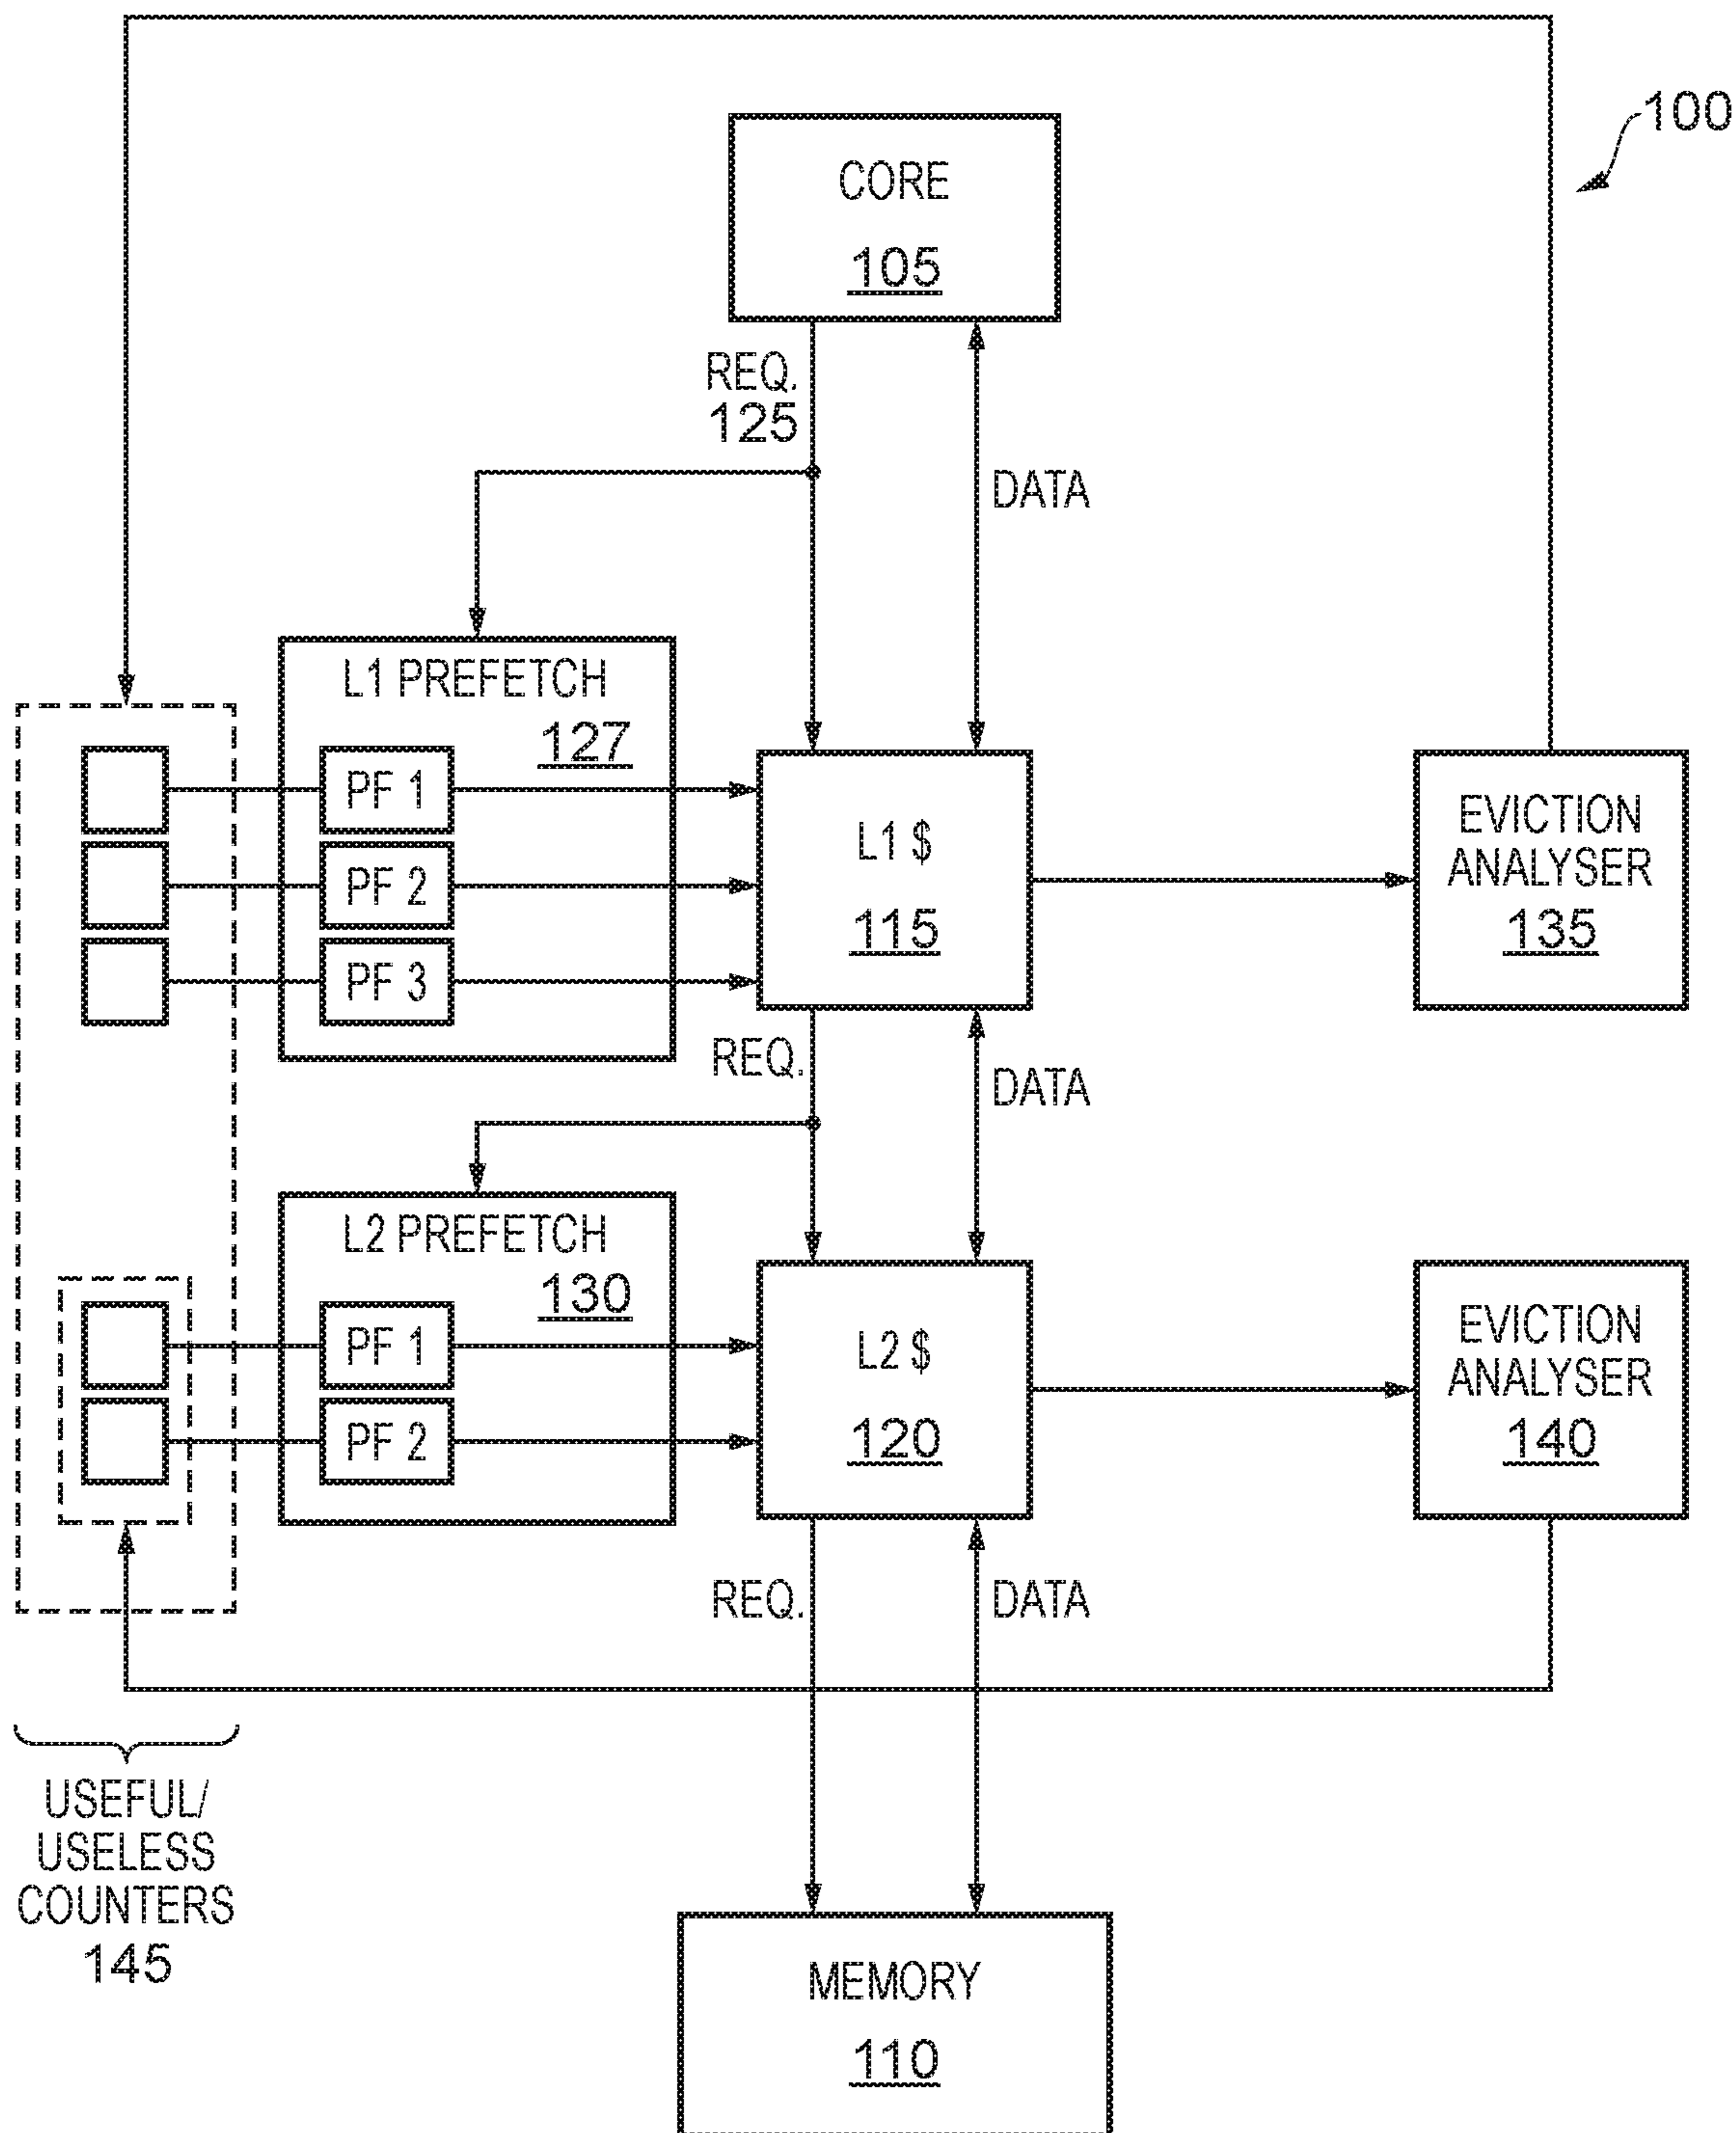 100
CORE
105
REQ.
125
DATA
L1 PREFETCH
127
PF 1
PF 2
PF 3
L1 $
115
EVICTION
ANALYSER
135
REQ.
DATA
L2 PREFETCH
130
PF 1
PF 2
L2 $
120
EVICTION
ANALYSER
140
REQ.
DATA
USEFUL/
USELESS
COUNTERS
145
MEMORY
110